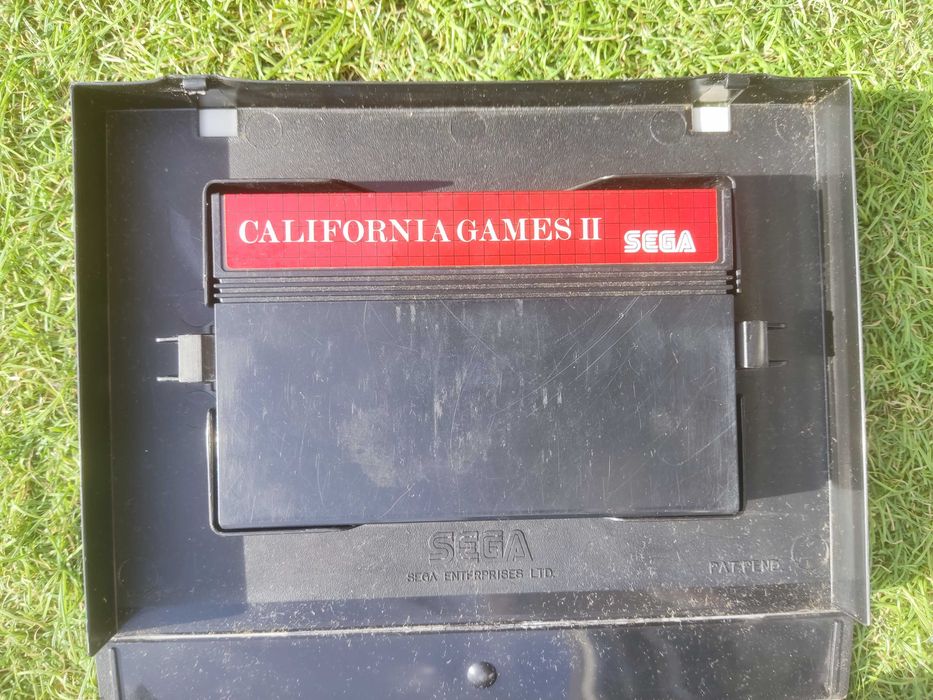 CALIFORNIA GAMES II
SEGA
SEGA
SEGA ENTERPRISES LTD.
PAT.PEND.